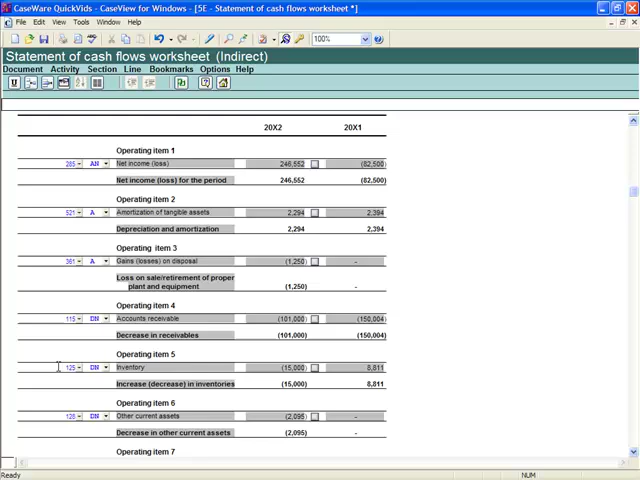 CaseWare QuickVids - CaseView for Windows - [5E - Statement of cash flows worksheet *]
File Edit View Tools Window Help
100%
Statement of cash flows worksheet (Indirect)
Document Activity Section Line Bookmarks Options Help
20X2 20X1
Operating item 1
285 AN Net income (loss) 246,552 (82,500)
Net income (loss) for the period 246,552 (82,500)
Operating item 2
521 A Amortization of tangible assets 2,294 2,394
Depreciation and amortization 2,294 2,394
Operating item 3
361 A Gains (losses) on disposal (1,250) -
Loss on sale/retirement of proper
plant and equipment (1,250) -
Operating item 4
115 DN Accounts receivable (101,000) (150,004)
Decrease in receivables (101,000) (150,004)
Operating item 5
125 DN Inventory (15,000) 8,811
Increase (decrease) in inventories (15,000) 8,811
Operating item 6
128 DN Other current assets (2,095) -
Decrease in other current assets (2,095) -
Operating item 7
Ready NUM